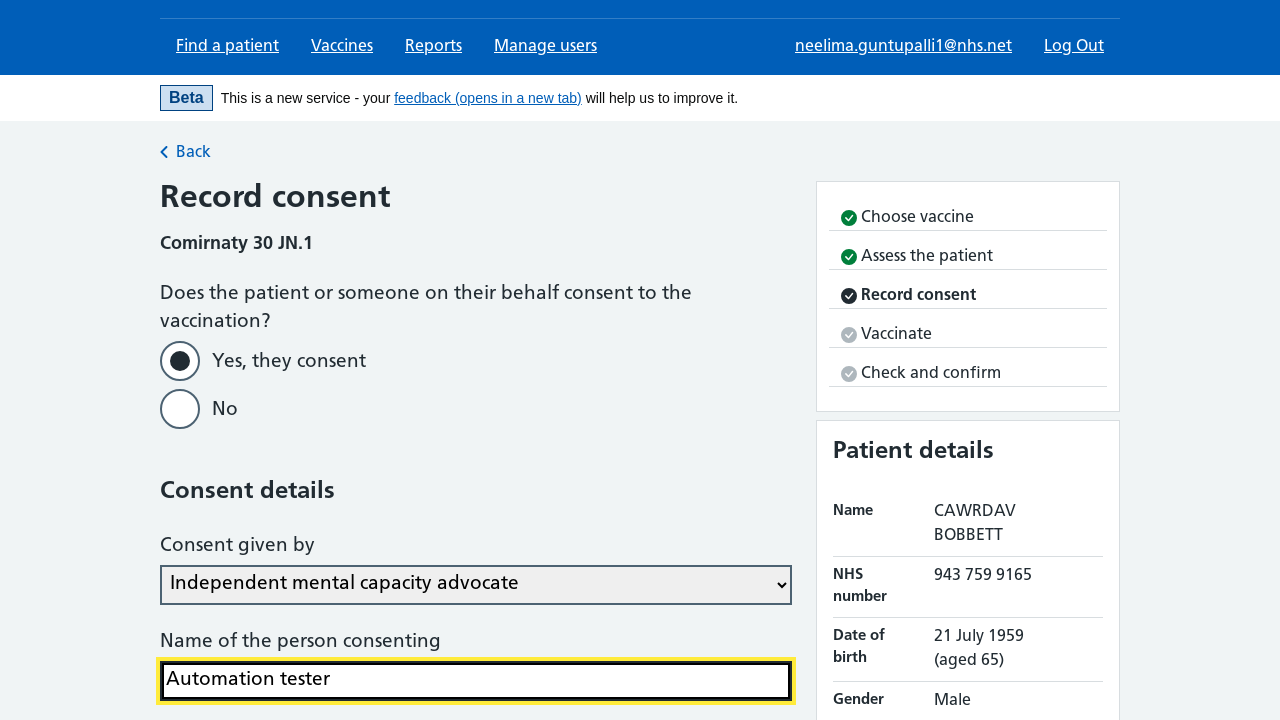 Find a patient Vaccines Reports Manage users neelima.guntupalli1@nhs.net Log Out
Beta This is a new service - your feedback (opens in a new tab) will help us to improve it.
Back
Record consent
Comirnaty 30 JN.1
Does the patient or someone on their behalf consent to the
vaccination?
Yes, they consent
No
Consent details
Consent given by
Independent mental capacity advocate
Name of the person consenting
Automation tester
Choose vaccine
Assess the patient
Record consent
Vaccinate
Check and confirm
Patient details
Name CAWRDAV
BOBBETT
NHS 943 759 9165
number
Date of 21 July 1959
birth (aged 65)
Gender Male